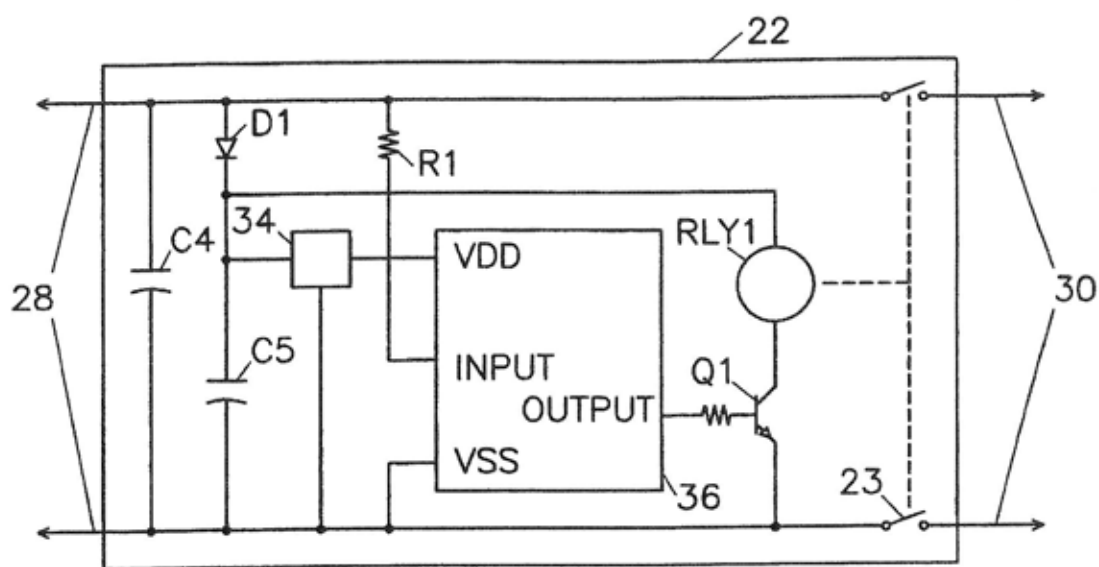 22
D1
R1
34
RLY1
C4
VDD
28
30
C5
INPUT
Q1
OUTPUT
VSS
36
23